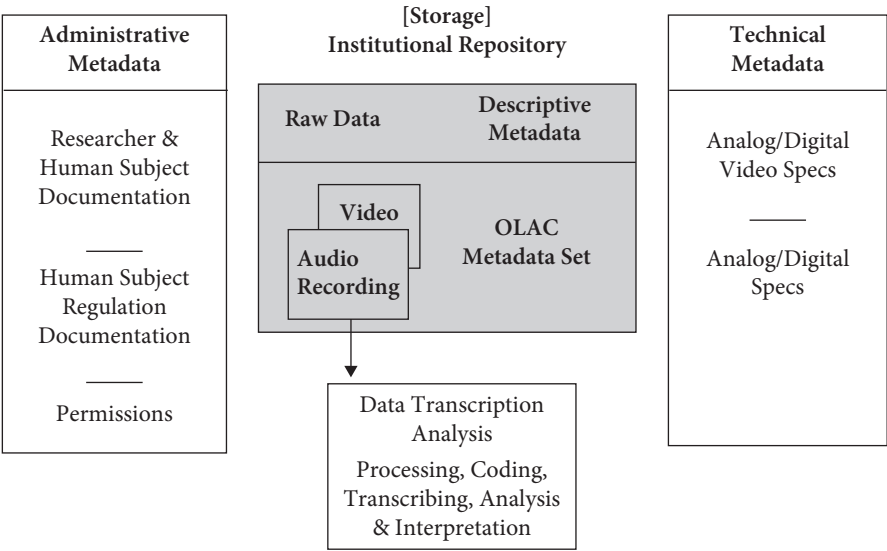 Administrative
Metadata
Researcher &
Human Subject
Documentation
Human Subject
Regulation
Documentation
Permissions
[Storage]
Institutional Repository
Raw Data
Descriptive
Metadata
Video
Audio
Recording
OLAC
Metadata Set
Data Transcription
Analysis
Processing, Coding,
Transcribing, Analysis
& Interpretation
Technical
Metadata
Analog/Digital
Video Specs
Analog/Digital
Specs